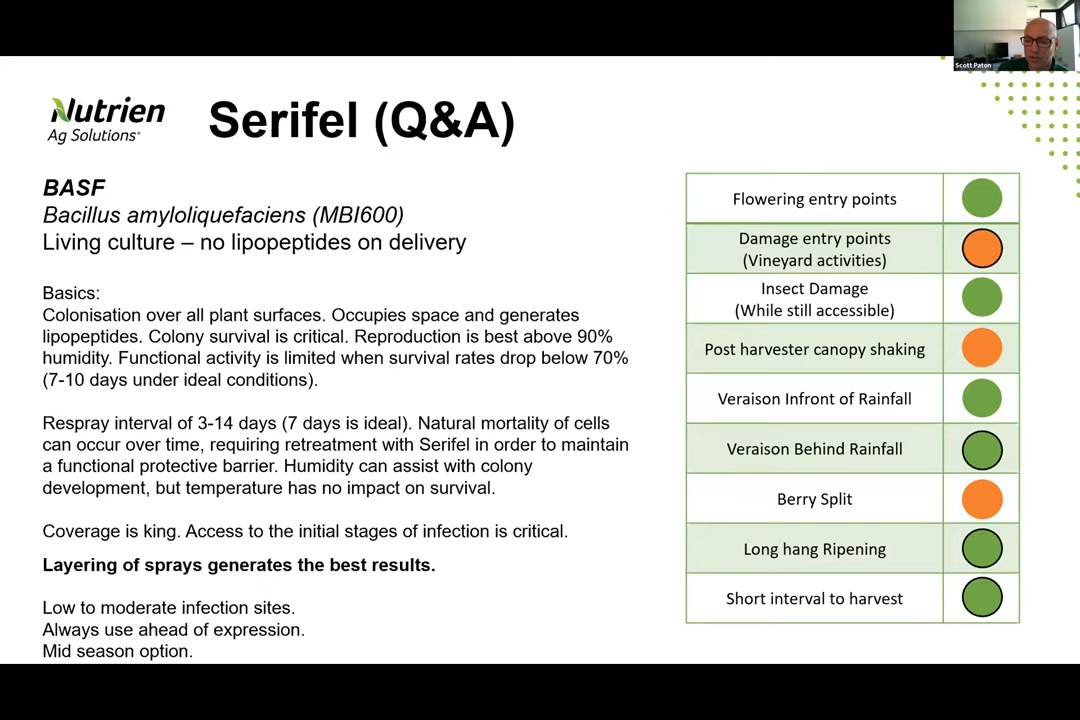 Scott Paton
Nutrien
Ag Solutions
Serifel (Q&A)
BASF
Bacillus amyloliquefaciens (MBI600)
Living culture – no lipopeptides on delivery
Basics:
Colonisation over all plant surfaces. Occupies space and generates
lipopeptides. Colony survival is critical. Reproduction is best above 90%
humidity. Functional activity is limited when survival rates drop below 70%
(7-10 days under ideal conditions).
Respray interval of 3-14 days (7 days is ideal). Natural mortality of cells
can occur over time, requiring retreatment with Serifel in order to maintain
a functional protective barrier. Humidity can assist with colony
development, but temperature has no impact on survival.
Coverage is king. Access to the initial stages of infection is critical.
Layering of sprays generates the best results.
Low to moderate infection sites.
Always use ahead of expression.
Mid season option.
Flowering entry points
Damage entry points
(Vineyard activities)
Insect Damage
(While still accessible)
Post harvester canopy shaking
Veraison Infront of Rainfall
Veraison Behind Rainfall
Berry Split
Long hang Ripening
Short interval to harvest